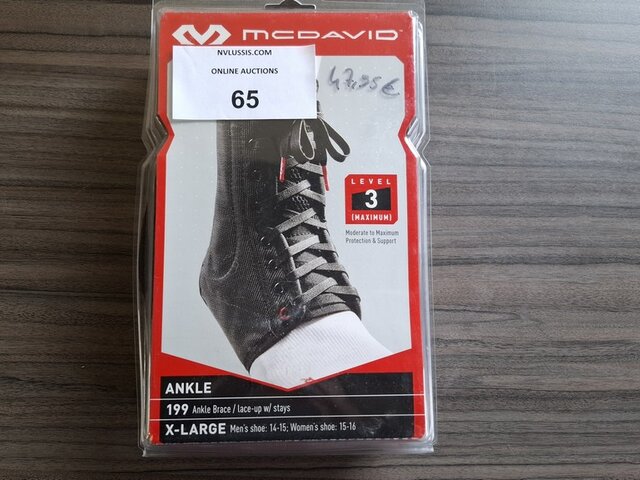 MCDAVID
NVLUSSIS.COM
ONLINE AUCTIONS
65
47,95€
LEVEL
3
(MAXIMUM)
Moderate to Maximum
Protection & Support
ANKLE
199 Ankle Brace / lace-up w/ stays
X-LARGE Men's shoe: 14-15; Women's shoe: 15-16